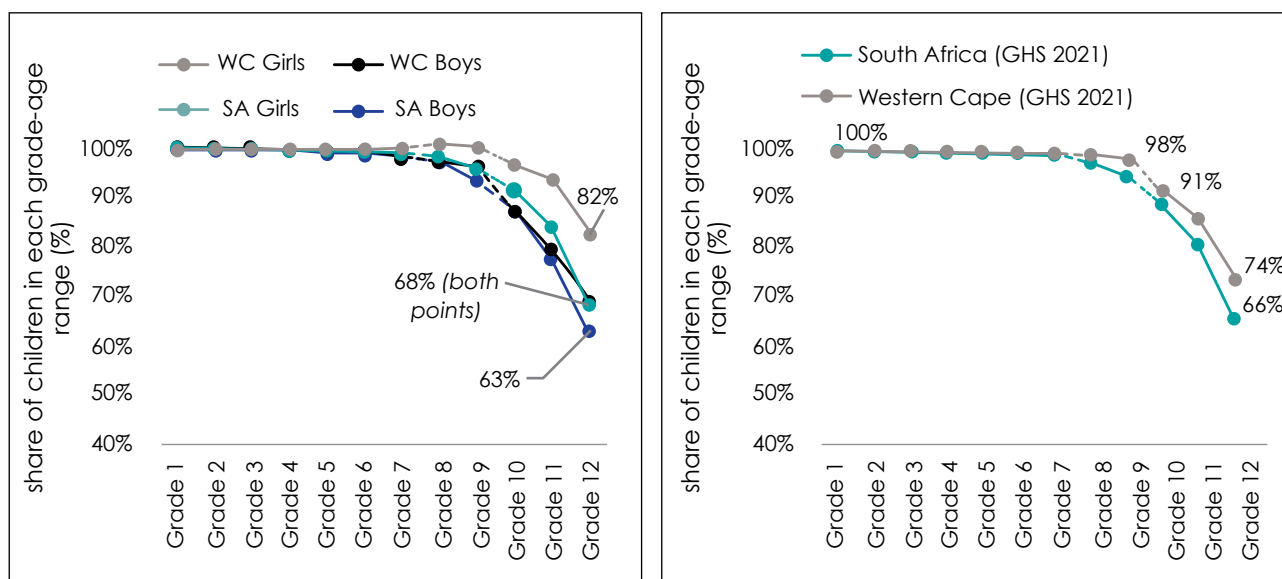 share of children in each grade-age
range (%)
WC Girls
WC Boys
SA Girls
SA Boys
100%
90%
80%
70%
60%
50%
40%
82%
68% (both
points)
63%
Grade 1
Grade 2
Grade 3
Grade 4
Grade 5
Grade 6
Grade 7
Grade 8
Grade 9
Grade 10
Grade 11
Grade 12
share of children in each grade-age
range (%)
South Africa (GHS 2021)
Western Cape (GHS 2021)
100%
90%
80%
70%
60%
50%
40%
100%
98%
91%
74%
66%
Grade 1
Grade 2
Grade 3
Grade 4
Grade 5
Grade 6
Grade 7
Grade 8
Grade 9
Grade 10
Grade 11
Grade 12